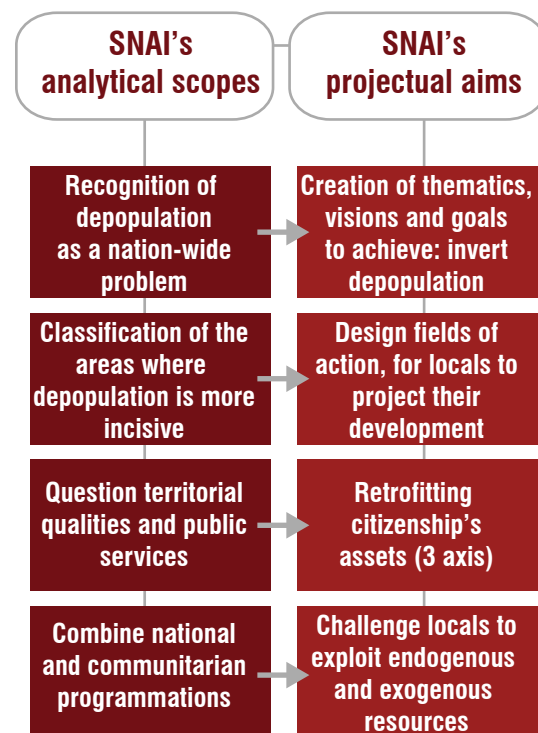 SNAI's
analytical scopes
SNAI's
projectual aims
Recognition of
depopulation
as a nation-wide
problem
Creation of thematics,
visions and goals
to achieve: invert
depopulation
Classification of the
areas where
depopulation is more
incisive
Design fields of
action, for locals to
project their
development
Question territorial
qualities and public
services
Retrofitting
citizenship's
assets (3 axis)
Combine national
and communitarian
programmations
Challenge locals to
exploit endogenous
and exogenous
resources